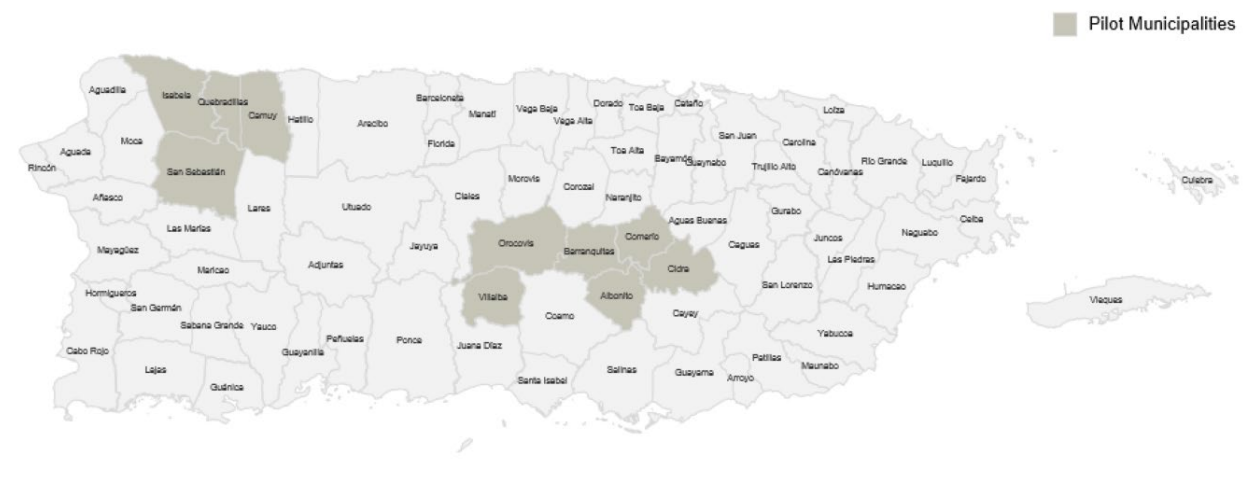 Pilot Municipalities
Aguadilla
Isabela
Quebradillas
Camuy
Hatillo
Arecibo
Barceloneta
Manatí
Vega Baja
Vega Alta
Dorado
Toa Baja
Cataño
San Juan
Loíza
Carolina
Moca
Aguada
Rincón
San Sebastián
Florida
Toa Alta
Bayamón
Guaynabo
Trujillo Alto
Canóvanas
Río Grande
Luquillo
Fajardo
Culebra
Añasco
Lares
Utuado
Ciales
Morovis
Corozal
Naranjito
Aguas Buenas
Gurabo
Ceiba
Las Marías
Mayagüez
Jayuya
Orocovis
Barranquitas
Comerío
Caguas
Juncos
Naguabo
Maricao
Adjuntas
Cidra
Las Piedras
Hormigueros
San Germán
Villalba
Aibonito
San Lorenzo
Humacao
Vieques
Sabana Grande
Yauco
Peñuelas
Ponce
Coamo
Cayey
Yabucoa
Cabo Rojo
Guayanilla
Juana Díaz
Lajas
Guánica
Santa Isabel
Salinas
Guayama
Arroyo
Patillas
Maunabo